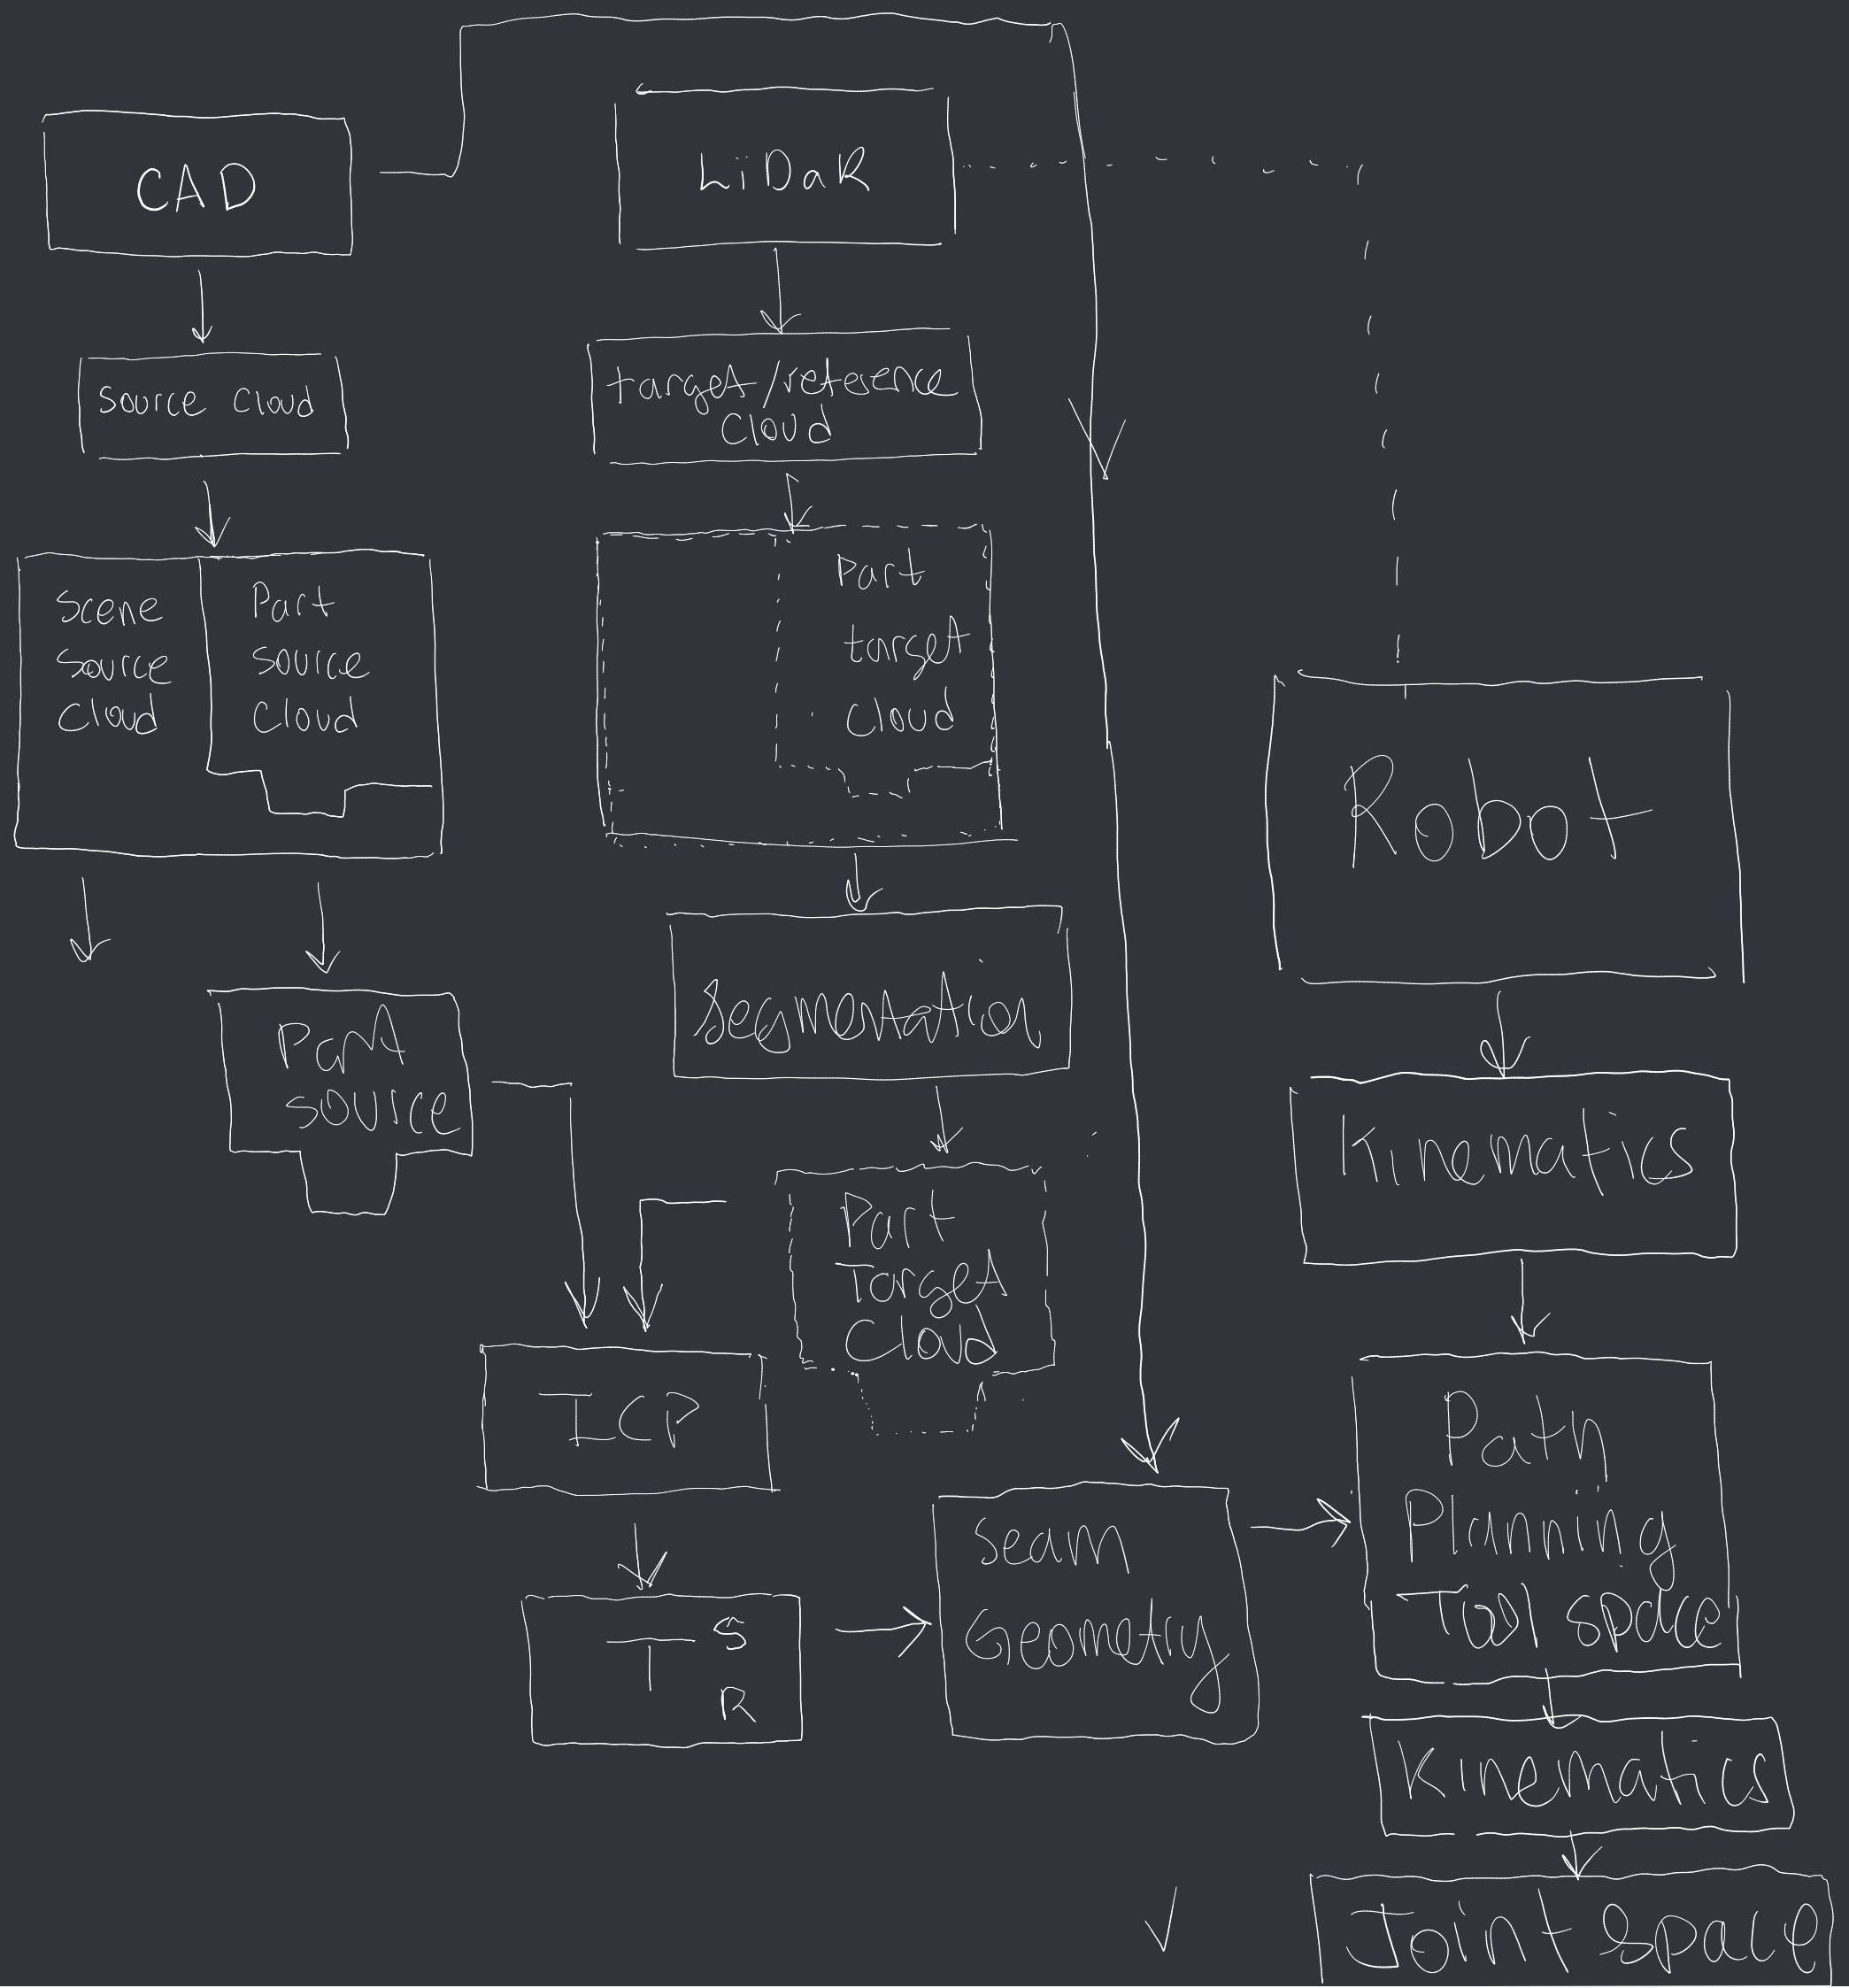 CAD
LiDaR
Source Cloud
target/reference
Cloud
Scene
source
cloud
Part
source
cloud
Part
target
cloud
Robot
Segmentation
Part
source
Kinematics
Part
Target
Cloud
ICP
Path
Planning
Tool space
Seam
Geometry
T S
R
Kinematics
Joint Space